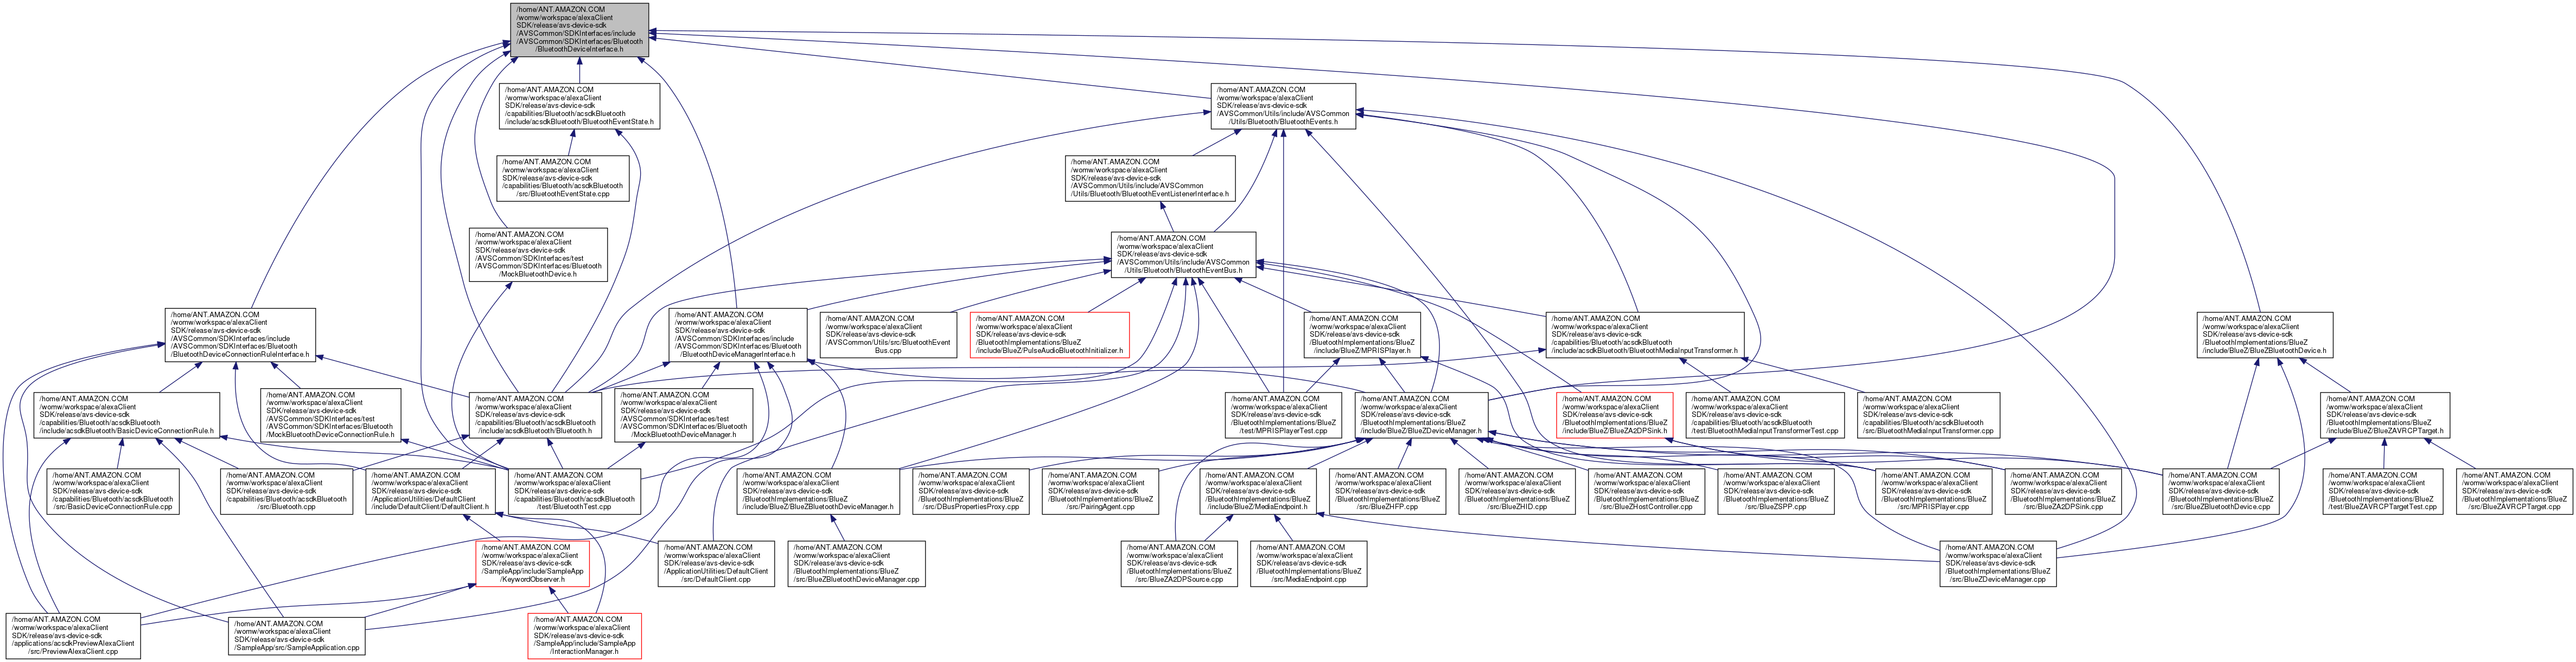 /home/ANT.AMAZON.COM
/womw/workspace/alexaClient
SDK/release/avs-device-sdk
/AVSCommon/SDKInterfaces/include
/AVSCommon/SDKInterfaces/Bluetooth
/BluetoothDeviceInterface.h
/home/ANT.AMAZON.COM
/womw/workspace/alexaClient
SDK/release/avs-device-sdk
/capabilities/Bluetooth/acsdkBluetooth
/include/acsdkBluetooth/BluetoothEventState.h
/home/ANT.AMAZON.COM
/womw/workspace/alexaClient
SDK/release/avs-device-sdk
/AVSCommon/Utils/include/AVSCommon
/Utils/Bluetooth/BluetoothEvents.h
/home/ANT.AMAZON.COM
/womw/workspace/alexaClient
SDK/release/avs-device-sdk
/capabilities/Bluetooth/acsdkBluetooth
/src/BluetoothEventState.cpp
/home/ANT.AMAZON.COM
/womw/workspace/alexaClient
SDK/release/avs-device-sdk
/AVSCommon/Utils/include/AVSCommon
/Utils/Bluetooth/BluetoothEventListenerInterface.h
/home/ANT.AMAZON.COM
/womw/workspace/alexaClient
SDK/release/avs-device-sdk
/AVSCommon/SDKInterfaces/test
/AVSCommon/SDKInterfaces/Bluetooth
/MockBluetoothDevice.h
/home/ANT.AMAZON.COM
/womw/workspace/alexaClient
SDK/release/avs-device-sdk
/AVSCommon/Utils/include/AVSCommon
/Utils/Bluetooth/BluetoothEventBus.h
/home/ANT.AMAZON.COM
/womw/workspace/alexaClient
SDK/release/avs-device-sdk
/AVSCommon/SDKInterfaces/include
/AVSCommon/SDKInterfaces/Bluetooth
/BluetoothDeviceConnectionRuleInterface.h
/home/ANT.AMAZON.COM
/womw/workspace/alexaClient
SDK/release/avs-device-sdk
/AVSCommon/SDKInterfaces/include
/AVSCommon/SDKInterfaces/Bluetooth
/BluetoothDeviceManagerInterface.h
/home/ANT.AMAZON.COM
/womw/workspace/alexaClient
SDK/release/avs-device-sdk
/AVSCommon/Utils/src/BluetoothEvent
Bus.cpp
/home/ANT.AMAZON.COM
/womw/workspace/alexaClient
SDK/release/avs-device-sdk
/BluetoothImplementations/BlueZ
/include/BlueZ/PulseAudioBluetoothInitializer.h
/home/ANT.AMAZON.COM
/womw/workspace/alexaClient
SDK/release/avs-device-sdk
/BluetoothImplementations/BlueZ
/include/BlueZ/MPRISPlayer.h
/home/ANT.AMAZON.COM
/womw/workspace/alexaClient
SDK/release/avs-device-sdk
/capabilities/Bluetooth/acsdkBluetooth
/include/acsdkBluetooth/BluetoothMediaInputTransformer.h
/home/ANT.AMAZON.COM
/womw/workspace/alexaClient
SDK/release/avs-device-sdk
/BluetoothImplementations/BlueZ
/include/BlueZ/BlueZBluetoothDevice.h
/home/ANT.AMAZON.COM
/womw/workspace/alexaClient
SDK/release/avs-device-sdk
/capabilities/Bluetooth/acsdkBluetooth
/include/acsdkBluetooth/BasicDeviceConnectionRule.h
/home/ANT.AMAZON.COM
/womw/workspace/alexaClient
SDK/release/avs-device-sdk
/AVSCommon/SDKInterfaces/test
/AVSCommon/SDKInterfaces/Bluetooth
/MockBluetoothDeviceConnectionRule.h
/home/ANT.AMAZON.COM
/womw/workspace/alexaClient
SDK/release/avs-device-sdk
/capabilities/Bluetooth/acsdkBluetooth
/include/acsdkBluetooth/Bluetooth.h
/home/ANT.AMAZON.COM
/womw/workspace/alexaClient
SDK/release/avs-device-sdk
/AVSCommon/SDKInterfaces/test
/AVSCommon/SDKInterfaces/Bluetooth
/MockBluetoothDeviceManager.h
/home/ANT.AMAZON.COM
/womw/workspace/alexaClient
SDK/release/avs-device-sdk
/BluetoothImplementations/BlueZ
/test/MPRISPlayerTest.cpp
/home/ANT.AMAZON.COM
/womw/workspace/alexaClient
SDK/release/avs-device-sdk
/BluetoothImplementations/BlueZ
/include/BlueZ/BlueZDeviceManager.h
/home/ANT.AMAZON.COM
/womw/workspace/alexaClient
SDK/release/avs-device-sdk
/BluetoothImplementations/BlueZ
/include/BlueZ/BlueZA2DPSink.h
/home/ANT.AMAZON.COM
/womw/workspace/alexaClient
SDK/release/avs-device-sdk
/capabilities/Bluetooth/acsdkBluetooth
/test/BluetoothMediaInputTransformerTest.cpp
/home/ANT.AMAZON.COM
/womw/workspace/alexaClient
SDK/release/avs-device-sdk
/capabilities/Bluetooth/acsdkBluetooth
/src/BluetoothMediaInputTransformer.cpp
/home/ANT.AMAZON.COM
/womw/workspace/alexaClient
SDK/release/avs-device-sdk
/BluetoothImplementations/BlueZ
/include/BlueZ/BlueZAVRCPTarget.h
/home/ANT.AMAZON.COM
/womw/workspace/alexaClient
SDK/release/avs-device-sdk
/capabilities/Bluetooth/acsdkBluetooth
/src/BasicDeviceConnectionRule.cpp
/home/ANT.AMAZON.COM
/womw/workspace/alexaClient
SDK/release/avs-device-sdk
/capabilities/Bluetooth/acsdkBluetooth
/src/Bluetooth.cpp
/home/ANT.AMAZON.COM
/womw/workspace/alexaClient
SDK/release/avs-device-sdk
/ApplicationUtilities/DefaultClient
/include/DefaultClient/DefaultClient.h
/home/ANT.AMAZON.COM
/womw/workspace/alexaClient
SDK/release/avs-device-sdk
/capabilities/Bluetooth/acsdkBluetooth
/test/BluetoothTest.cpp
/home/ANT.AMAZON.COM
/womw/workspace/alexaClient
SDK/release/avs-device-sdk
/BluetoothImplementations/BlueZ
/include/BlueZ/BlueZBluetoothDeviceManager.h
/home/ANT.AMAZON.COM
/womw/workspace/alexaClient
SDK/release/avs-device-sdk
/BluetoothImplementations/BlueZ
/src/DBusPropertiesProxy.cpp
/home/ANT.AMAZON.COM
/womw/workspace/alexaClient
SDK/release/avs-device-sdk
/BluetoothImplementations/BlueZ
/src/PairingAgent.cpp
/home/ANT.AMAZON.COM
/womw/workspace/alexaClient
SDK/release/avs-device-sdk
/BluetoothImplementations/BlueZ
/include/BlueZ/MediaEndpoint.h
/home/ANT.AMAZON.COM
/womw/workspace/alexaClient
SDK/release/avs-device-sdk
/BluetoothImplementations/BlueZ
/src/BlueZHFP.cpp
/home/ANT.AMAZON.COM
/womw/workspace/alexaClient
SDK/release/avs-device-sdk
/BluetoothImplementations/BlueZ
/src/BlueZHID.cpp
/home/ANT.AMAZON.COM
/womw/workspace/alexaClient
SDK/release/avs-device-sdk
/BluetoothImplementations/BlueZ
/src/BlueZHostController.cpp
/home/ANT.AMAZON.COM
/womw/workspace/alexaClient
SDK/release/avs-device-sdk
/BluetoothImplementations/BlueZ
/src/BlueZSPP.cpp
/home/ANT.AMAZON.COM
/womw/workspace/alexaClient
SDK/release/avs-device-sdk
/BluetoothImplementations/BlueZ
/src/MPRISPlayer.cpp
/home/ANT.AMAZON.COM
/womw/workspace/alexaClient
SDK/release/avs-device-sdk
/BluetoothImplementations/BlueZ
/src/BlueZA2DPSink.cpp
/home/ANT.AMAZON.COM
/womw/workspace/alexaClient
SDK/release/avs-device-sdk
/BluetoothImplementations/BlueZ
/src/BlueZBluetoothDevice.cpp
/home/ANT.AMAZON.COM
/womw/workspace/alexaClient
SDK/release/avs-device-sdk
/BluetoothImplementations/BlueZ
/test/BlueZAVRCPTargetTest.cpp
/home/ANT.AMAZON.COM
/womw/workspace/alexaClient
SDK/release/avs-device-sdk
/BluetoothImplementations/BlueZ
/src/BlueZAVRCPTarget.cpp
/home/ANT.AMAZON.COM
/womw/workspace/alexaClient
SDK/release/avs-device-sdk
/SampleApp/include/SampleApp
/KeywordObserver.h
/home/ANT.AMAZON.COM
/womw/workspace/alexaClient
SDK/release/avs-device-sdk
/ApplicationUtilities/DefaultClient
/src/DefaultClient.cpp
/home/ANT.AMAZON.COM
/womw/workspace/alexaClient
SDK/release/avs-device-sdk
/BluetoothImplementations/BlueZ
/src/BlueZBluetoothDeviceManager.cpp
/home/ANT.AMAZON.COM
/womw/workspace/alexaClient
SDK/release/avs-device-sdk
/BluetoothImplementations/BlueZ
/src/BlueZA2DPSource.cpp
/home/ANT.AMAZON.COM
/womw/workspace/alexaClient
SDK/release/avs-device-sdk
/BluetoothImplementations/BlueZ
/src/MediaEndpoint.cpp
/home/ANT.AMAZON.COM
/womw/workspace/alexaClient
SDK/release/avs-device-sdk
/BluetoothImplementations/BlueZ
/src/BlueZDeviceManager.cpp
/home/ANT.AMAZON.COM
/womw/workspace/alexaClient
SDK/release/avs-device-sdk
/applications/acsdkPreviewAlexaClient
/src/PreviewAlexaClient.cpp
/home/ANT.AMAZON.COM
/womw/workspace/alexaClient
SDK/release/avs-device-sdk
/SampleApp/src/SampleApplication.cpp
/home/ANT.AMAZON.COM
/womw/workspace/alexaClient
SDK/release/avs-device-sdk
/SampleApp/include/SampleApp
/InteractionManager.h